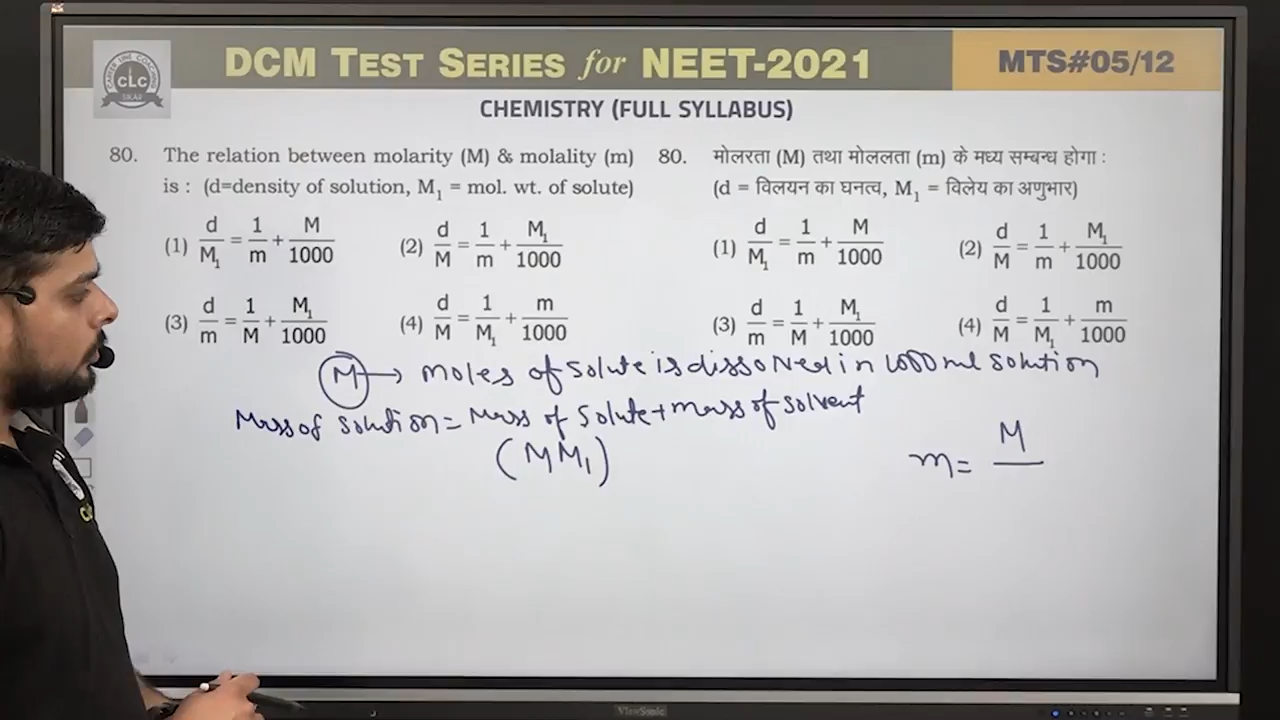 DCM TEST SERIES for NEET-2021
MTS#05/12
CLC
SIKAR
CHEMISTRY (FULL SYLLABUS)
80. The relation between molarity (M) & molality (m)
is : (d=density of solution, M₁ = mol. wt. of solute)
(1) d/M₁ = 1/m + M/1000 (2) d/M = 1/m + M₁/1000
(3) d/m = 1/M + M₁/1000 (4) d/M = 1/M₁ + m/1000
80. मोलरता (M) तथा मोललता (m) के मध्य सम्बन्ध होगा :
(d = विलयन का घनत्व, M₁ = विलेय का अणुभार)
(1) d/M₁ = 1/m + M/1000 (2) d/M = 1/m + M₁/1000
(3) d/m = 1/M + M₁/1000 (4) d/M = 1/M₁ + m/1000
M → moles of solute is dissolved in 1000 ml solution
Mass of solution = Mass of solute + mass of solvent
(MM₁)
m = M/
ViewSonic